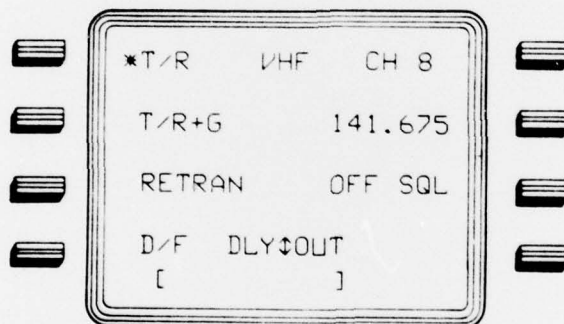 *T/R VHF CH 8
T/R+G 141.675
RETRAN OFF SQL
D/F DLY↕OUT
[ ]